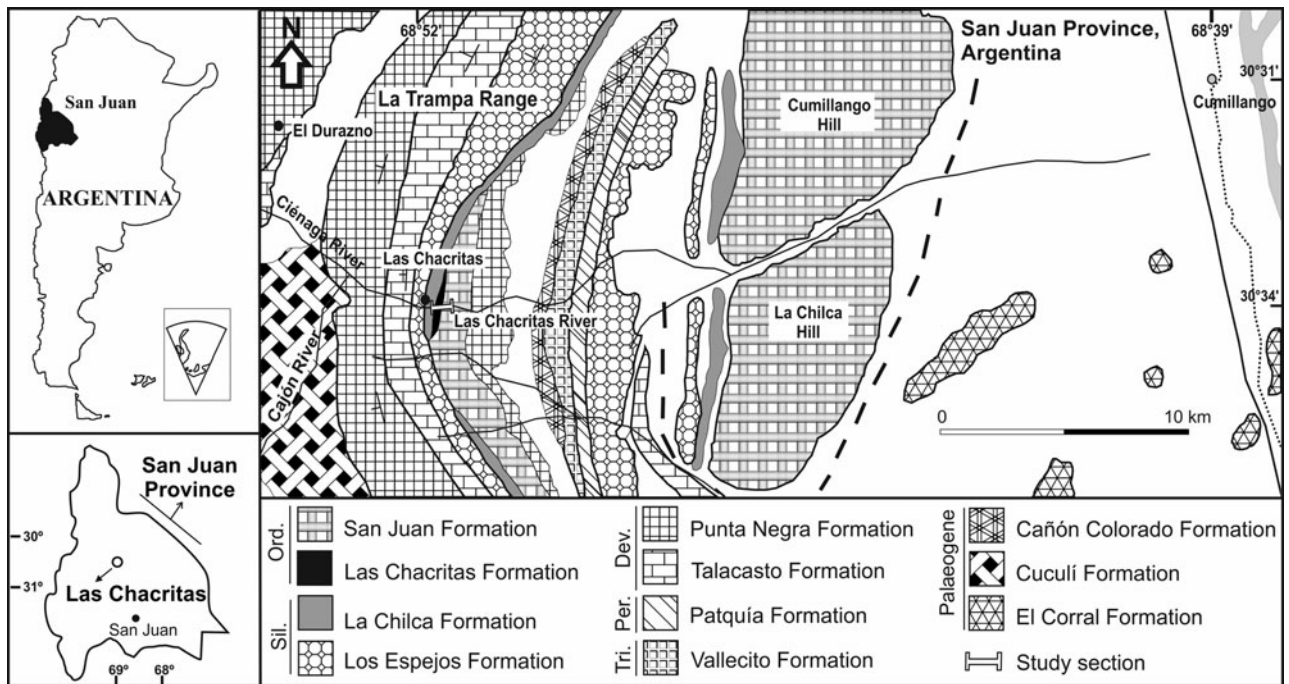 San Juan
ARGENTINA
San Juan
Province
30°
31°
Las Chacritas
San Juan
69°
68°
N
68°52'
San Juan Province,
Argentina
68°39'
30°31'
Cumillango
La Trampa Range
El Durazno
Cumillango
Hill
Ciénaga River
Las Chacritas
Las Chacritas River
Cajón River
La Chilca
Hill
30°34'
0
10 km
Ord.
San Juan Formation
Las Chacritas Formation
Sil.
La Chilca Formation
Los Espejos Formation
Dev.
Punta Negra Formation
Talacasto Formation
Per.
Patquía Formation
Tri.
Vallecito Formation
Palaeogene
Cañón Colorado Formation
Cuculí Formation
El Corral Formation
Study section